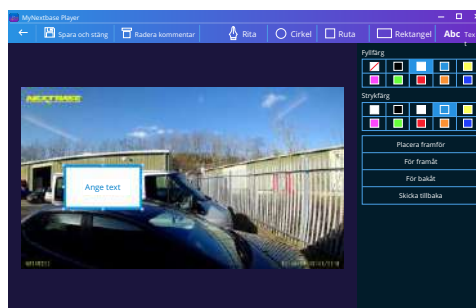 MyNextbase Player
Spara och stäng
Radera kommentar
Rita
Cirkel
Ruta
Rektangel
Abc Text
Fyllfärg
NEXTBASE
Ange text
Strykfärg
Placera framför
För framåt
För bakåt
Skicka tillbaka